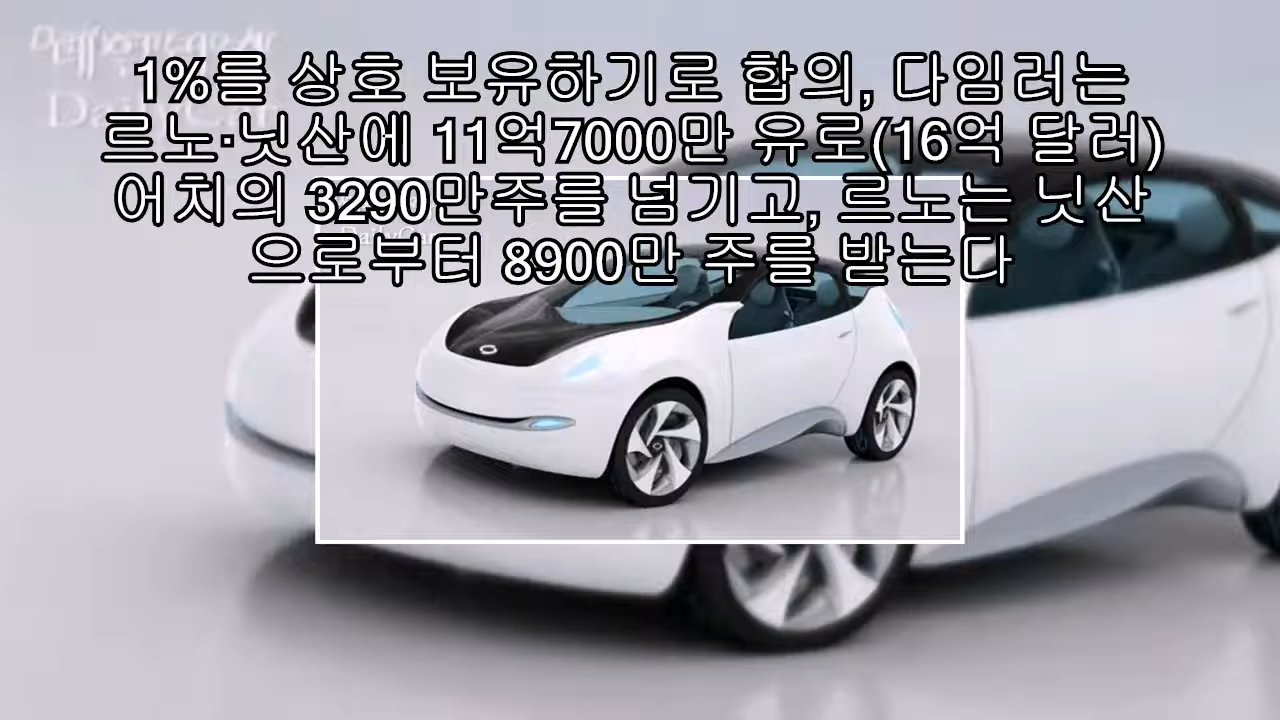 1%를 상호 보유하기로 합의, 다임러는
르노·닛산에 11억7000만 유로(16억 달러)
어치의 3290만주를 넘기고, 르노는 닛산
으로부터 8900만 주를 받는다
DailyCar